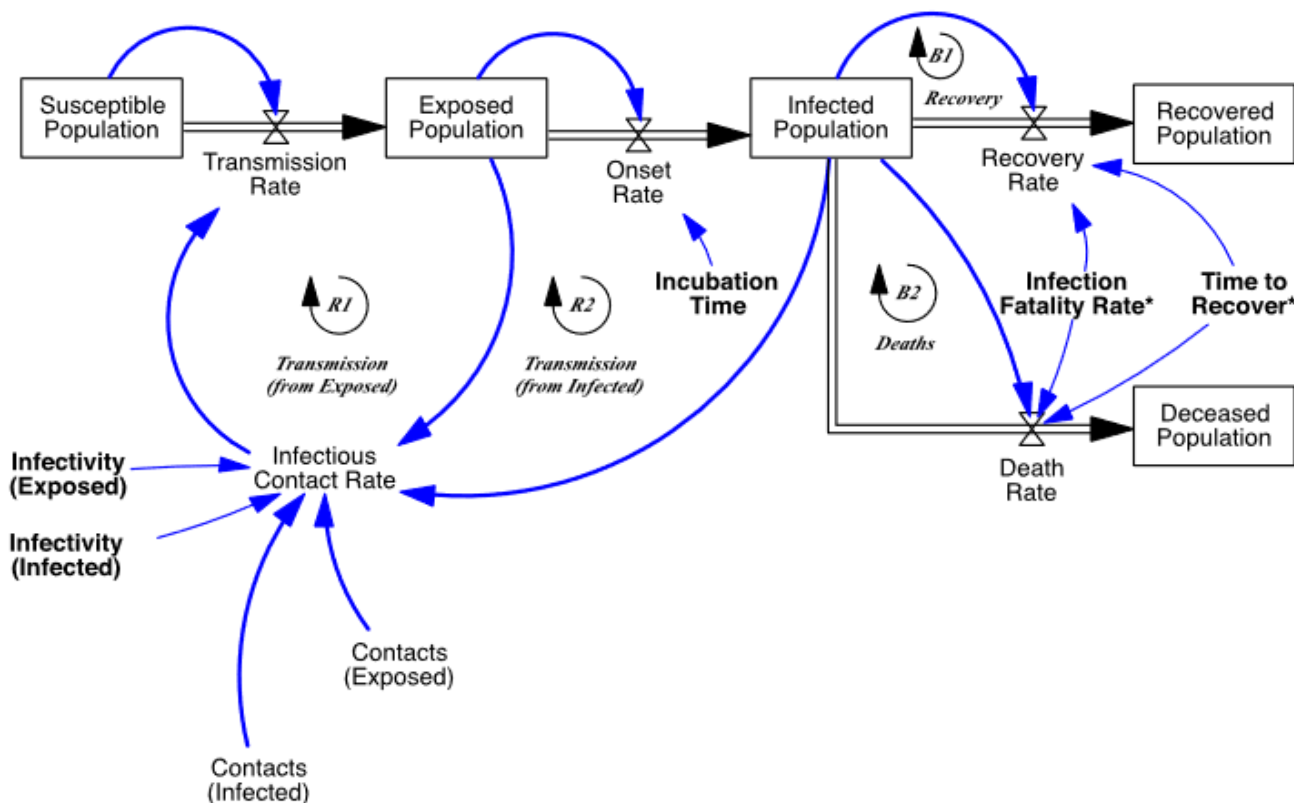 Susceptible
Population
Transmission
Rate
Exposed
Population
Onset
Rate
Infected
Population
B1
Recovery
Recovery
Rate
Recovered
Population
Incubation
Time
R1
Transmission
(from Exposed)
R2
Transmission
(from Infected)
B2
Deaths
Infection
Fatality Rate*
Time to
Recover*
Deceased
Population
Death
Rate
Infectious
Contact Rate
Infectivity
(Exposed)
Infectivity
(Infected)
Contacts
(Exposed)
Contacts
(Infected)